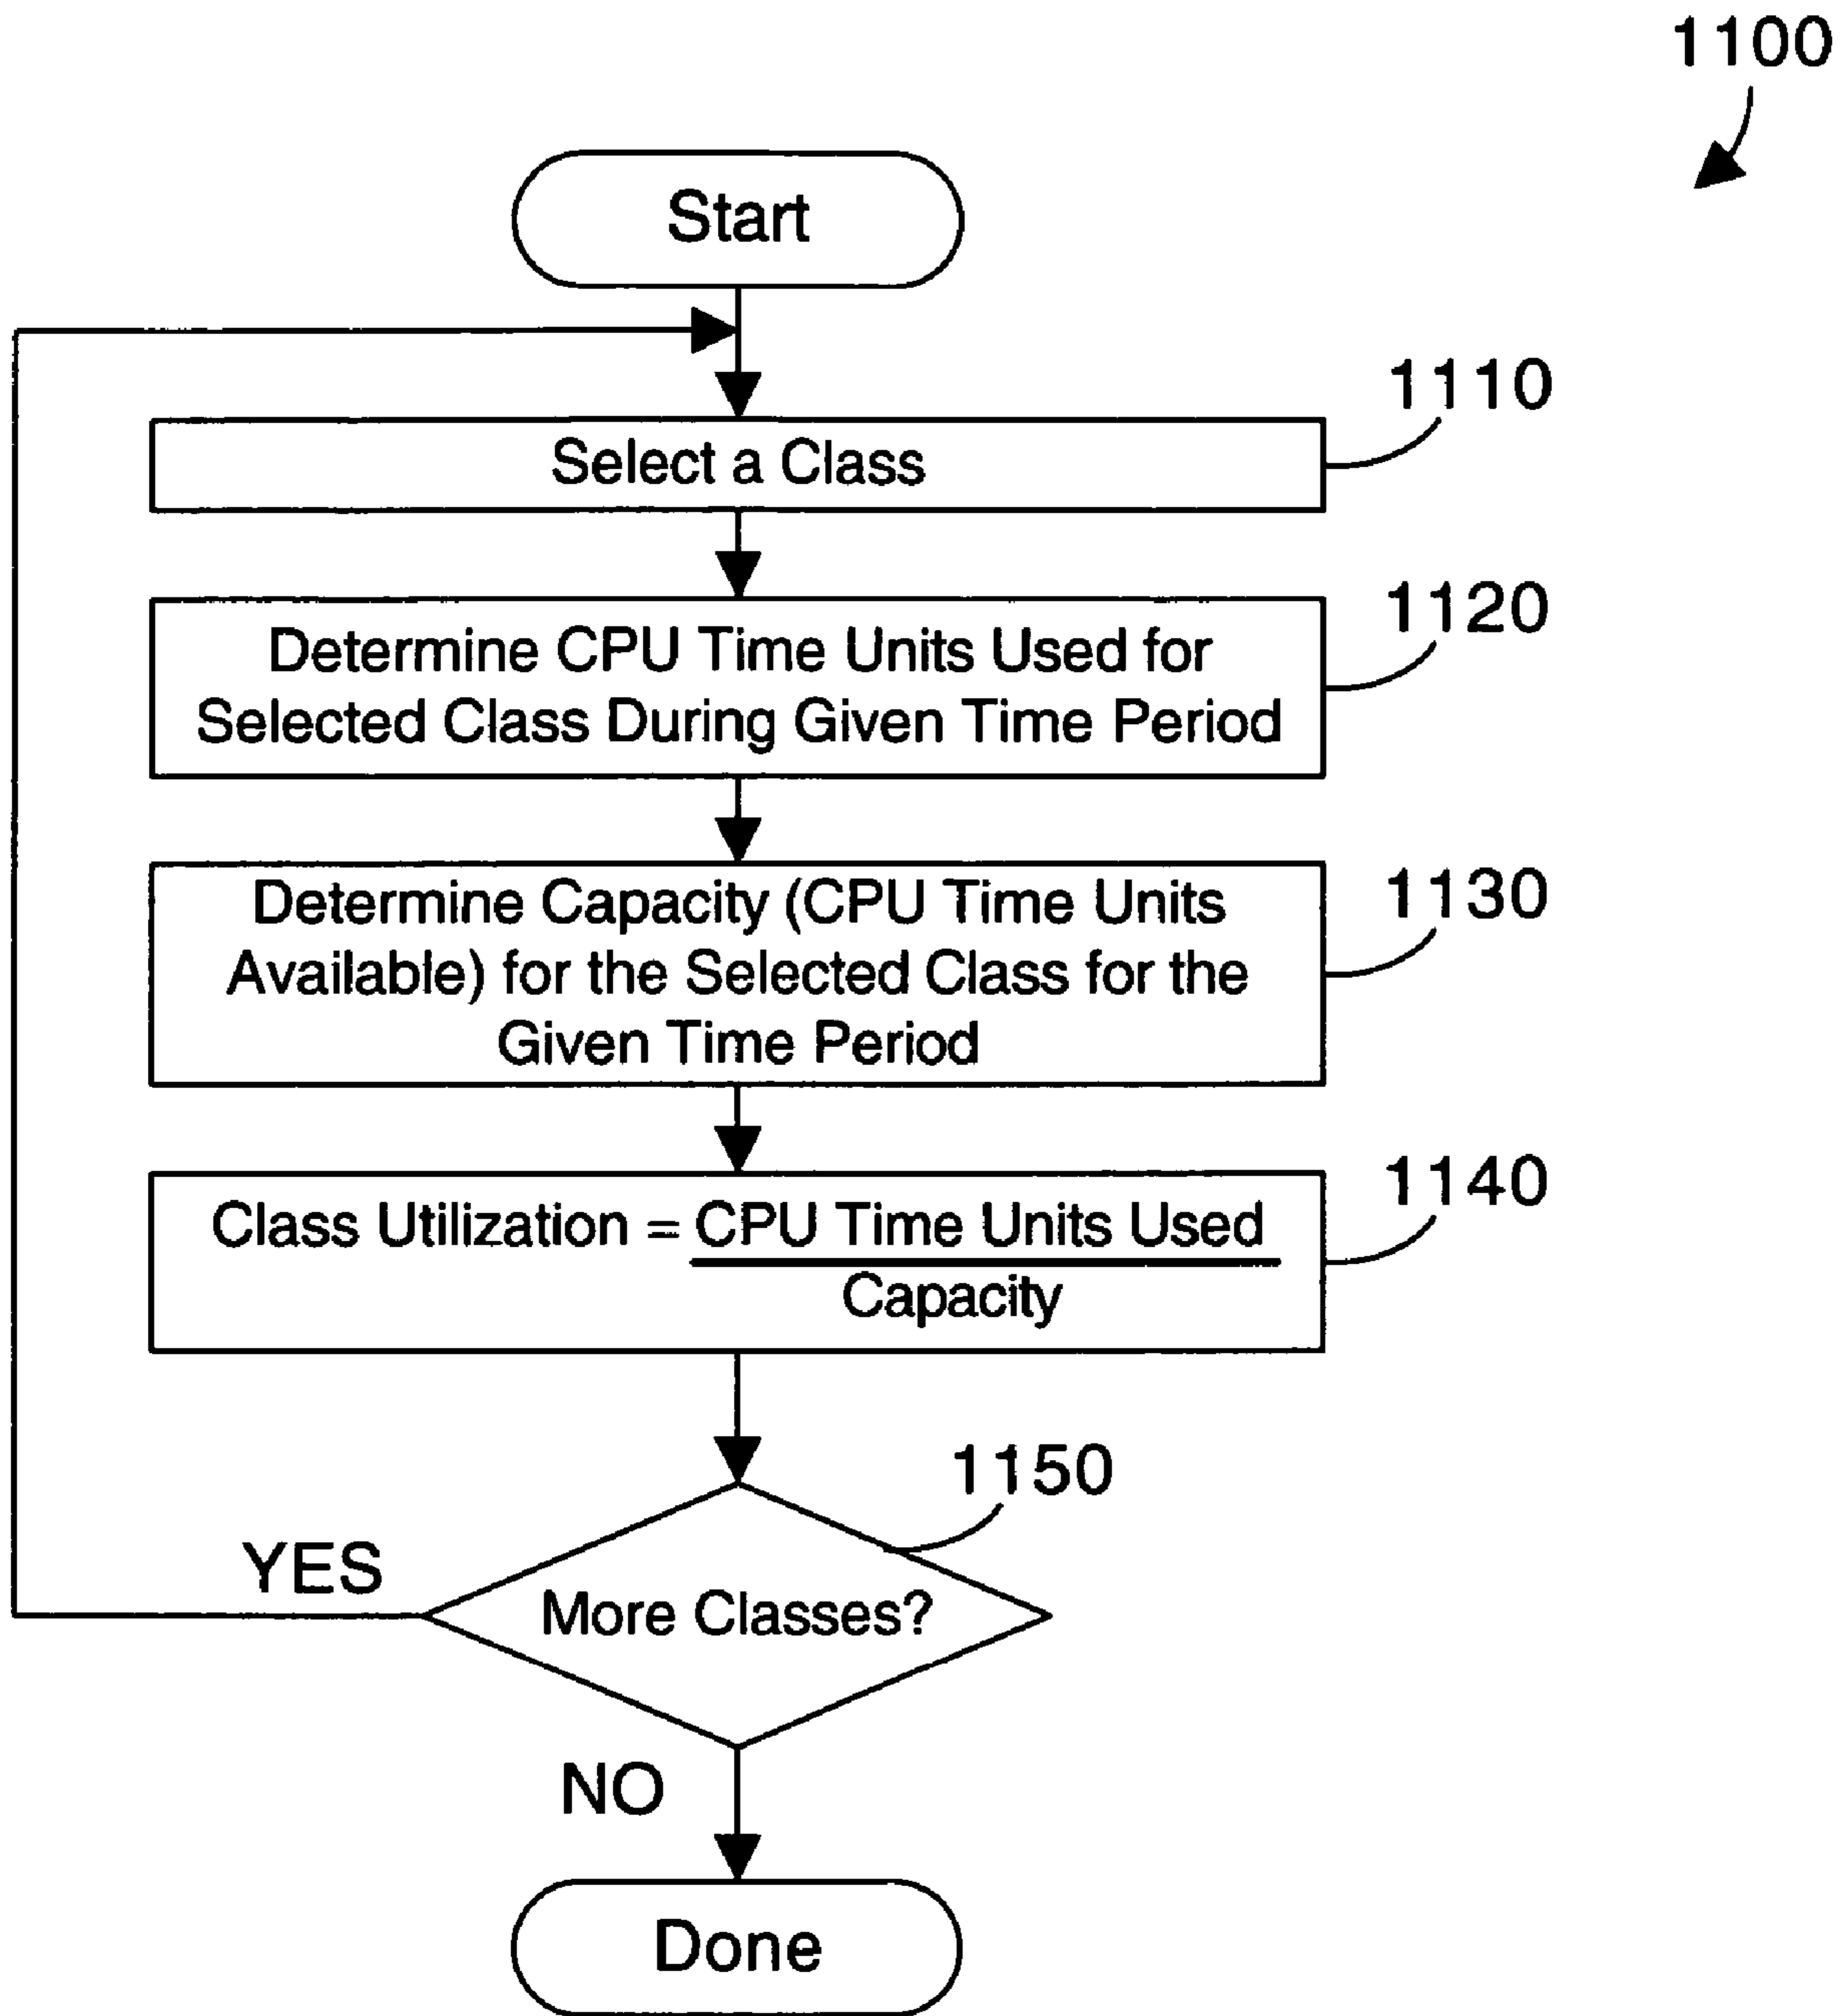 1100
Start
1110
Select a Class
1120
Determine CPU Time Units Used for
Selected Class During Given Time Period
1130
Determine Capacity (CPU Time Units
Available) for the Selected Class for the
Given Time Period
1140
Class Utilization = CPU Time Units Used
Capacity
1150
YES
More Classes?
NO
Done